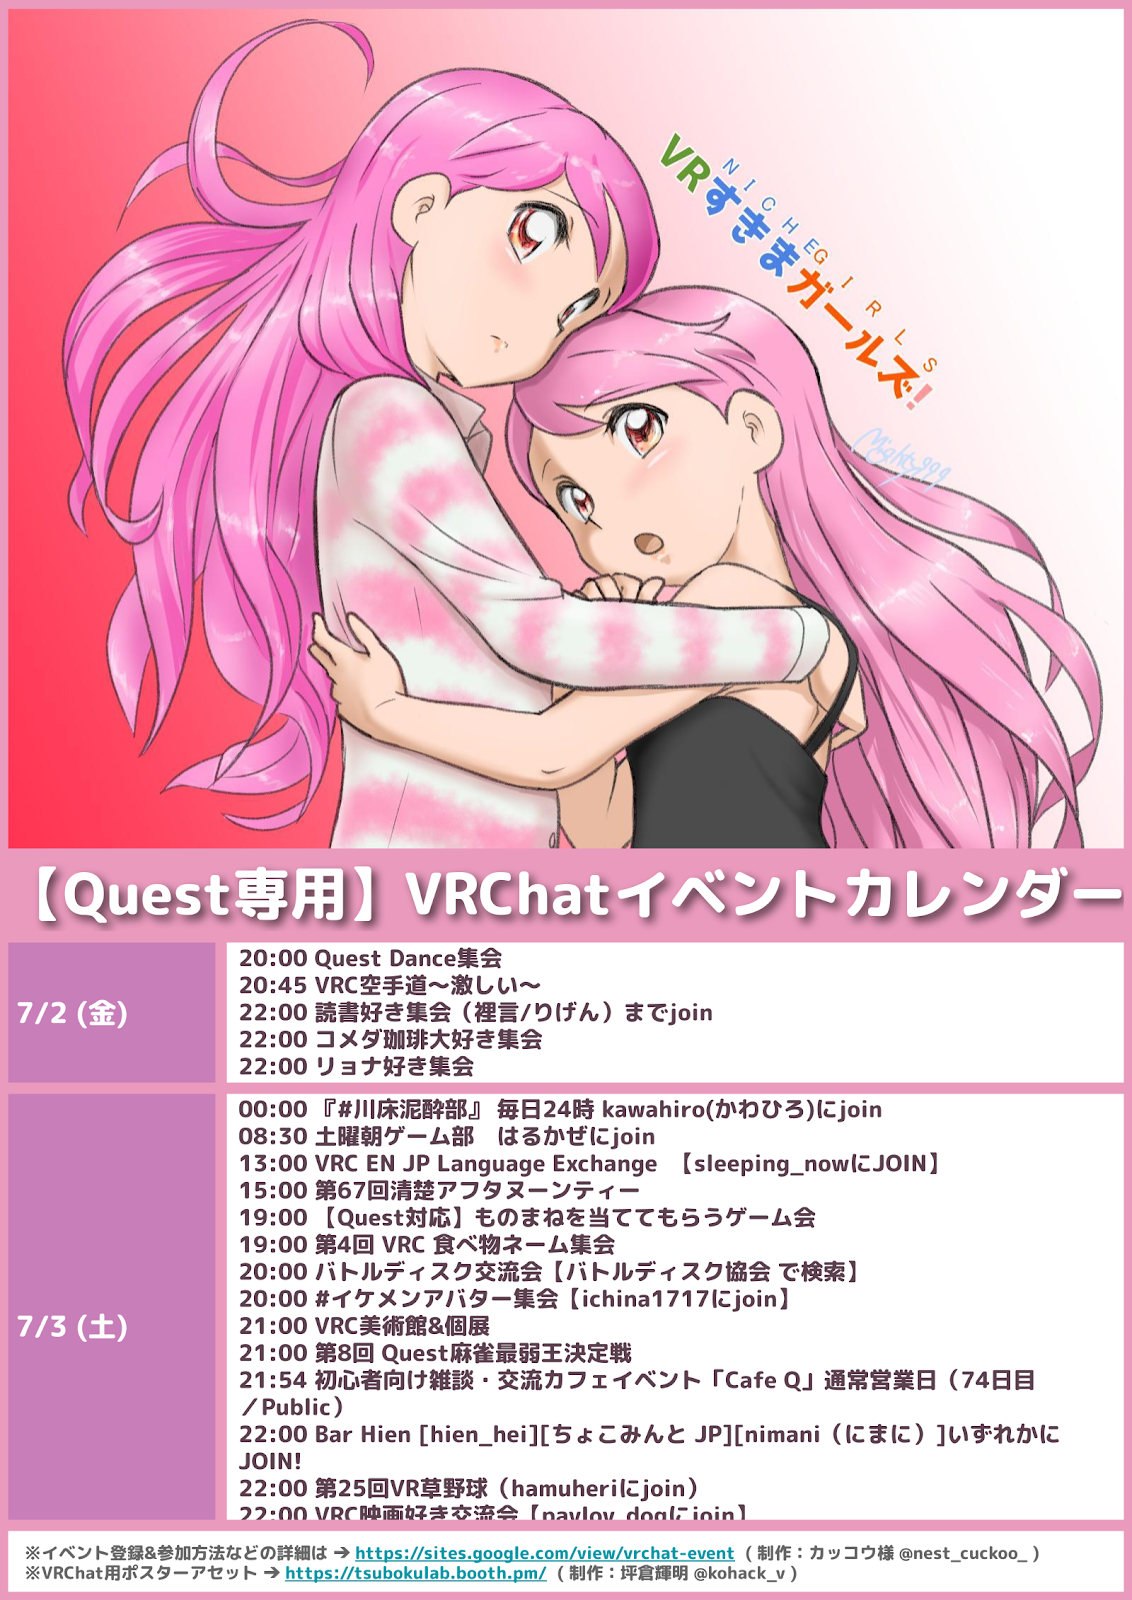 NICHE GIRLS
VRすきまガールズ!
Mighty999
【Quest専用】VRChatイベントカレンダー
7/2 (金)
20:00 Quest Dance集会
20:45 VRC空手道〜激しい〜
22:00 読書好き集会（裡言/りげん）までjoin
22:00 コメダ珈琲大好き集会
22:00 リョナ好き集会
7/3 (土)
00:00 『#川床泥酔部』 毎日24時 kawahiro(かわひろ)にjoin
08:30 土曜朝ゲーム部　はるかぜにjoin
13:00 VRC EN JP Language Exchange 【sleeping_nowにJOIN】
15:00 第67回清楚アフタヌーンティー
19:00 【Quest対応】ものまねを当ててもらうゲーム会
19:00 第4回 VRC 食べ物ネーム集会
20:00 バトルディスク交流会【バトルディスク協会 で検索】
20:00 #イケメンアバター集会【ichina1717にjoin】
21:00 VRC美術館&個展
21:00 第8回 Quest麻雀最弱王決定戦
21:54 初心者向け雑談・交流カフェイベント「Cafe Q」通常営業日（74日目
／Public）
22:00 Bar Hien [hien_hei][ちょこみんと JP][nimani（にまに）]いずれかに
JOIN!
22:00 第25回VR草野球（hamuheriにjoin）
22:00 VRC映画好き交流会【pavlov_dogにjoin】
※イベント登録&参加方法などの詳細は ➔ https://sites.google.com/view/vrchat-event （制作：カッコウ様 @nest_cuckoo_ ）
※VRChat用ポスターアセット ➔ https://tsubokulab.booth.pm/ （制作：坪倉輝明 @kohack_v ）